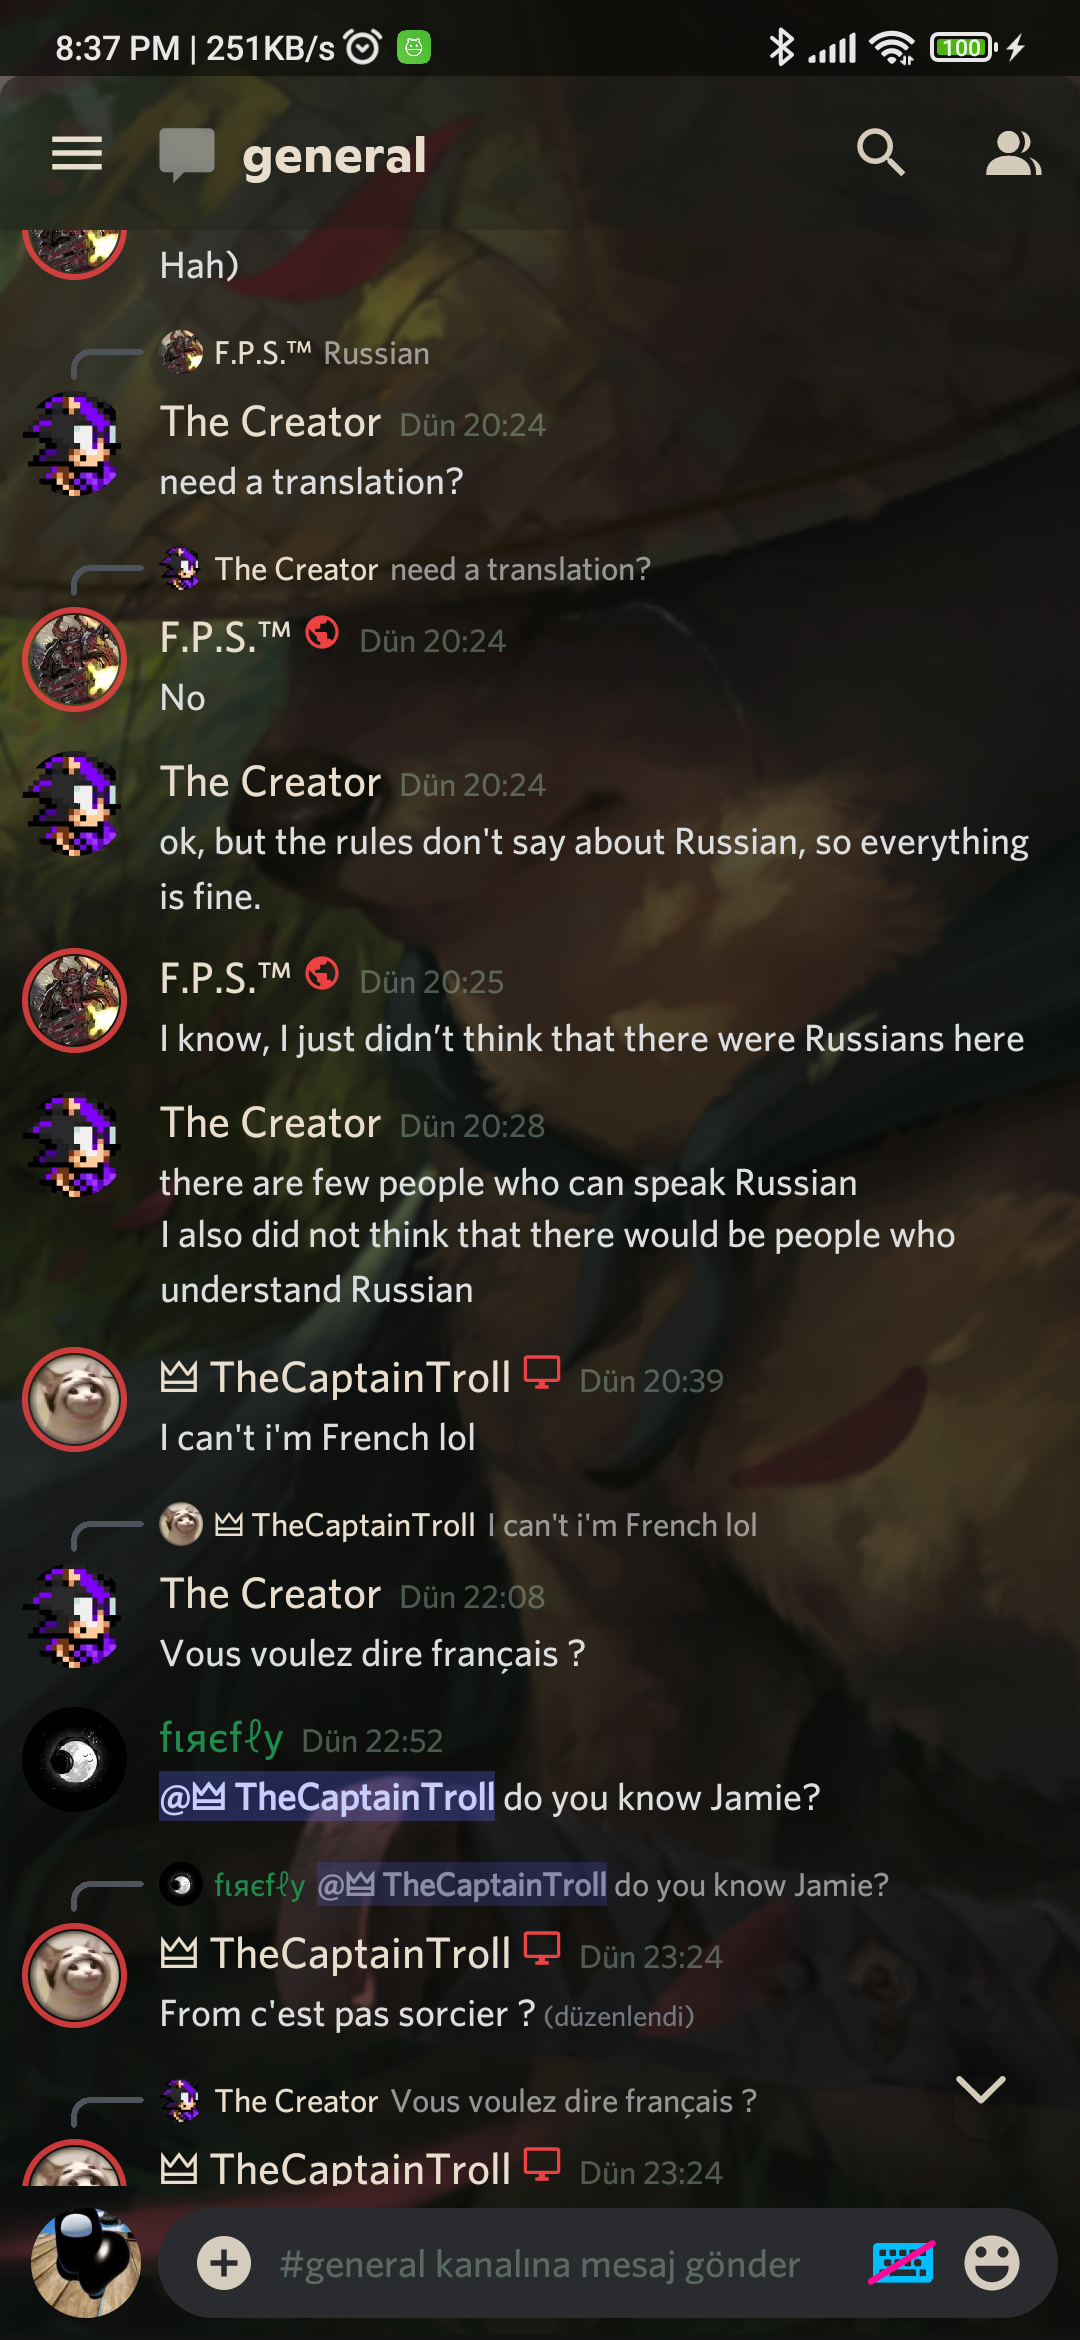 8:37 PM | 251KB/s
100
general
Hah)
F.P.S.™ Russian
The Creator Dün 20:24
need a translation?
The Creator need a translation?
F.P.S.™ Dün 20:24
No
The Creator Dün 20:24
ok, but the rules don't say about Russian, so everything
is fine.
F.P.S.™ Dün 20:25
I know, I just didn’t think that there were Russians here
The Creator Dün 20:28
there are few people who can speak Russian
I also did not think that there would be people who
understand Russian
TheCaptainTroll Dün 20:39
I can't i'm French lol
TheCaptainTroll I can't i'm French lol
The Creator Dün 22:08
Vous voulez dire français ?
fιяєfℓy Dün 22:52
@TheCaptainTroll do you know Jamie?
fιяєfℓy @TheCaptainTroll do you know Jamie?
TheCaptainTroll Dün 23:24
From c'est pas sorcier ? (düzenlendi)
The Creator Vous voulez dire français ?
TheCaptainTroll Dün 23:24
#general kanalına mesaj gönder